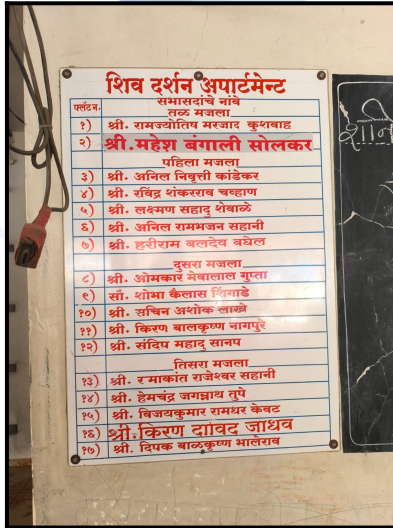 शिव दर्शन अपार्टमेन्ट
फ्लॅट न. सभासदांचे नांवे
तळ मजला
१) श्री. रामज्योतिष मरजाद कुशवाह
२) श्री.महेश बंगाली सोलकर
पहिला मजला
३) श्री. अनिल निवृत्ती कांडेकर
४) श्री. रविंद्र शंकरराव चव्हाण
५) श्री. लक्ष्मण सहादु शेवाळे
६) श्री. अनिल रामभजन सहानी
७) श्री. हरीराम बलदेव वघेल
दुसरा मजला
८) श्री. ओमकार मेवालाल गुप्ता
९) सौ. शोभा कैलास शिंगाडे
१०) श्री. सचिन अशोक लाखे
११) श्री. किरण बालकृष्ण नागपुरे
१२) श्री. संदिप महादु सानप
तिसरा मजला
१३) श्री. रमाकांत राजेश्वर सहानी
१४) श्री. हेमचंद्र जगन्नाथ तुपे
१५) श्री. विजयकुमार रामधर केवट
१६) श्री.किरण दाविद जाधव
१७) श्री. दिपक बाळकृष्ण भालेराव